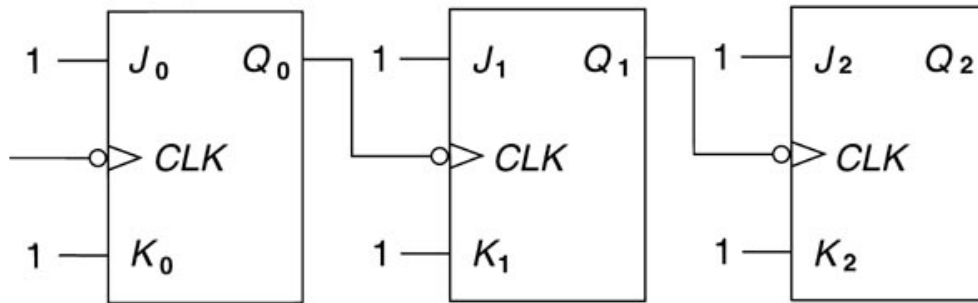 1 J₀ Q₀ 1 J₁ Q₁ 1 J₂ Q₂
CLK CLK CLK
1 K₀ 1 K₁ 1 K₂